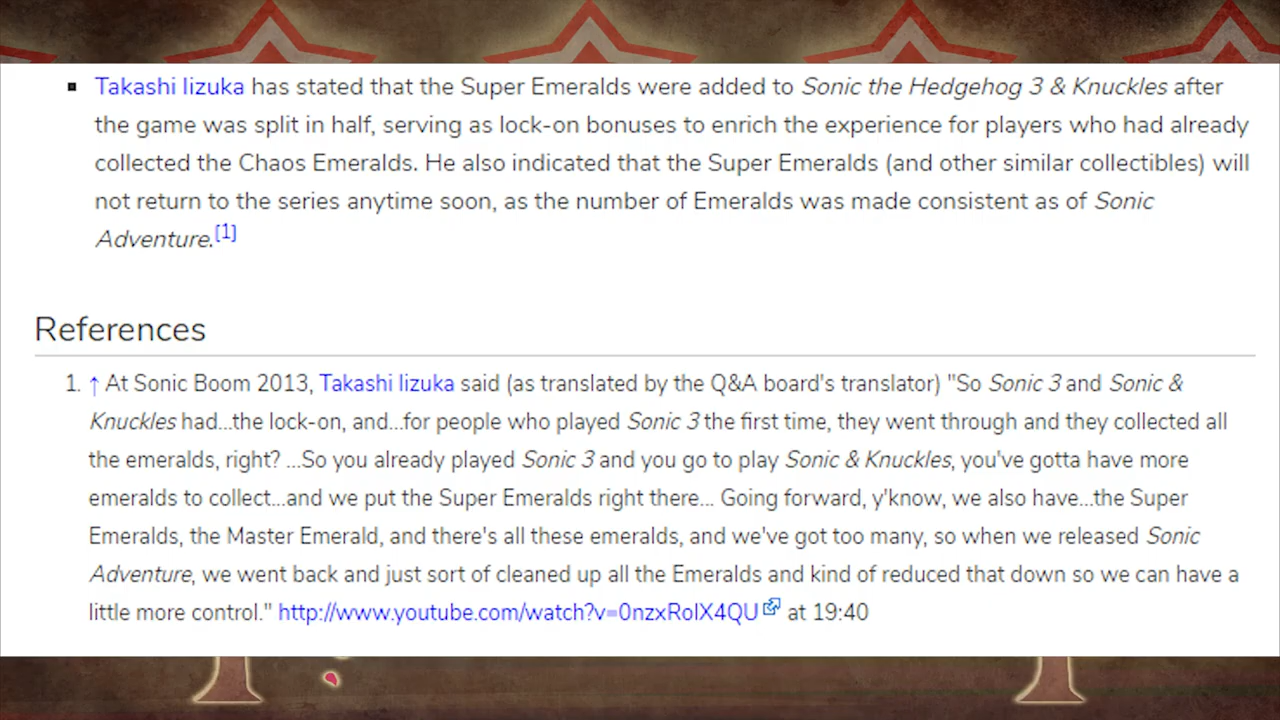 Takashi Iizuka has stated that the Super Emeralds were added to Sonic the Hedgehog 3 & Knuckles after
the game was split in half, serving as lock-on bonuses to enrich the experience for players who had already
collected the Chaos Emeralds. He also indicated that the Super Emeralds (and other similar collectibles) will
not return to the series anytime soon, as the number of Emeralds was made consistent as of Sonic
Adventure.[1]
References
1. ↑ At Sonic Boom 2013, Takashi Iizuka said (as translated by the Q&A board's translator) "So Sonic 3 and Sonic &
Knuckles had...the lock-on, and...for people who played Sonic 3 the first time, they went through and they collected all
the emeralds, right? ...So you already played Sonic 3 and you go to play Sonic & Knuckles, you've gotta have more
emeralds to collect...and we put the Super Emeralds right there... Going forward, y'know, we also have...the Super
Emeralds, the Master Emerald, and there's all these emeralds, and we've got too many, so when we released Sonic
Adventure, we went back and just sort of cleaned up all the Emeralds and kind of reduced that down so we can have a
little more control." http://www.youtube.com/watch?v=0nzxRolX4QU at 19:40